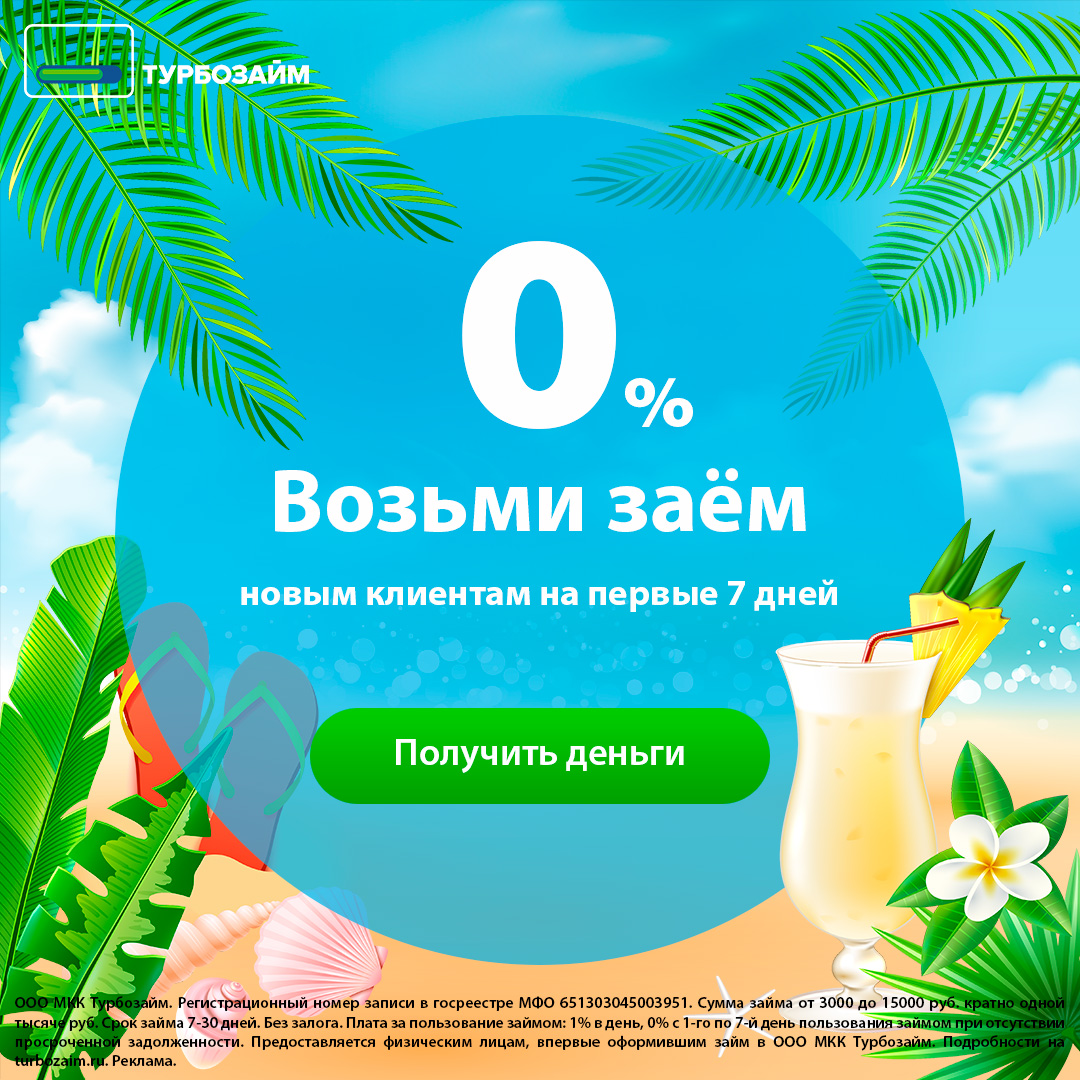 ТУРБОЗАЙМ
0%
Возьми заём
новым клиентам на первые 7 дней
Получить деньги
ООО МКК Турбозайм. Регистрационный номер записи в госреестре МФО 651303045003951. Сумма займа от 3000 до 15000 руб. кратно одной
тысяче руб. Срок займа 7-30 дней. Без залога. Плата за пользование займом: 1% в день, 0% с 1-го по 7-й день пользования займом при отсутствии
просроченной задолженности. Предоставляется физическим лицам, впервые оформившим займ в ООО МКК Турбозайм. Подробности на
turbozaim.ru. Реклама.